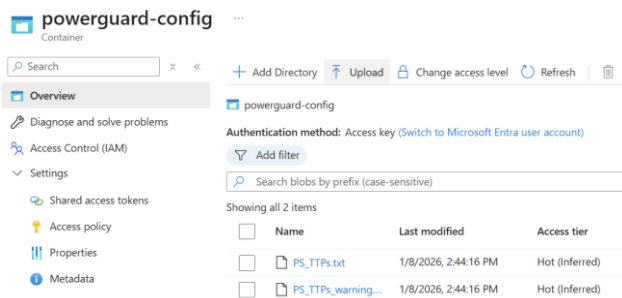 powerguard-config ...
Container
Search
Overview
Diagnose and solve problems
Access Control (IAM)
Settings
Shared access tokens
Access policy
Properties
Metadata
Add Directory Upload Change access level Refresh
powerguard-config
Authentication method: Access key (Switch to Microsoft Entra user account)
Add filter
Search blobs by prefix (case-sensitive)
Showing all 2 items
Name Last modified Access tier
PS_TTPs.txt 1/8/2026, 2:44:16 PM Hot (Inferred)
PS_TTPs_warning.... 1/8/2026, 2:44:16 PM Hot (Inferred)